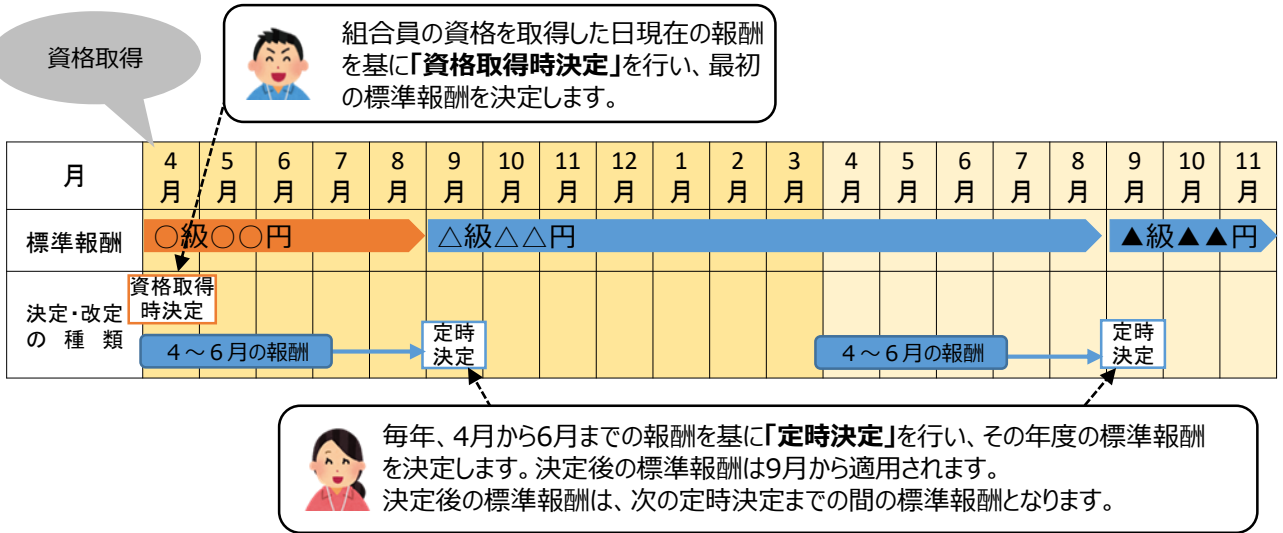 資格取得
組合員の資格を取得した日現在の報酬
を基に「資格取得時決定」を行い、最初
の標準報酬を決定します。
月 4月 5月 6月 7月 8月 9月 10月 11月 12月 1月 2月 3月 4月 5月 6月 7月 8月 9月 10月 11月
標準報酬 〇級〇〇円 △級△△円 ▲級▲▲円
決定・改定
の種類
資格取得
時決定
4～6月の報酬
定時
決定
4～6月の報酬
定時
決定
毎年、4月から6月までの報酬を基に「定時決定」を行い、その年度の標準報酬
を決定します。決定後の標準報酬は9月から適用されます。
決定後の標準報酬は、次の定時決定までの間の標準報酬となります。